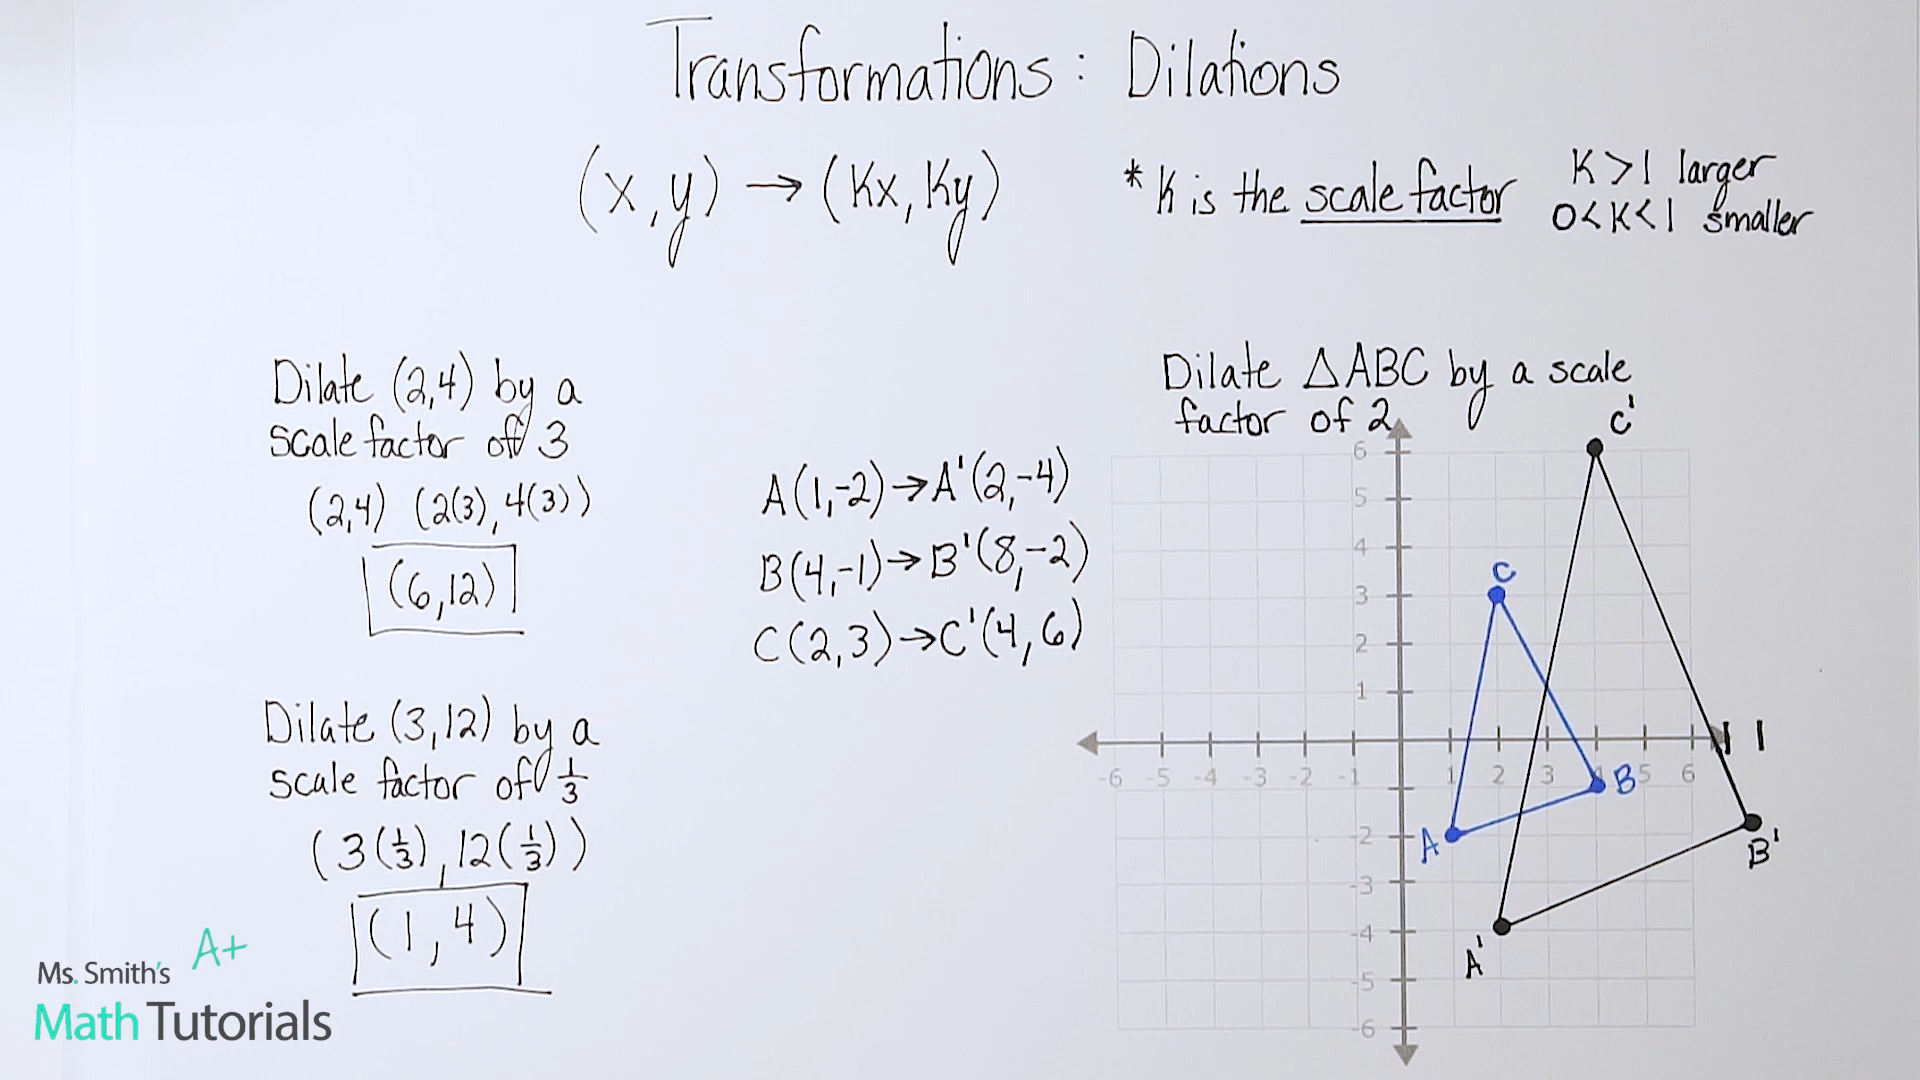 Transformations: Dilations
(x,y) → (Kx,Ky)
*K is the scale factor
K>1 larger
0<K<1 smaller
Dilate (2,4) by a
scale factor of 3
(2,4) (2(3),4(3))
(6,12)
Dilate (3,12) by a
scale factor of 1/3
(3(1/3),12(1/3))
(1,4)
A(1,-2)→A'(2,-4)
B(4,-1)→B'(8,-2)
C(2,3)→C'(4,6)
Dilate △ABC by a scale
factor of 2
C'
6
5
4
C
3
2
1
-6 -5 -4 -3 -2 -1 1 2 3 4 5 6
B
-2
A
B'
-3
-4
A'
-5
-6
A+
Ms. Smith's
Math Tutorials